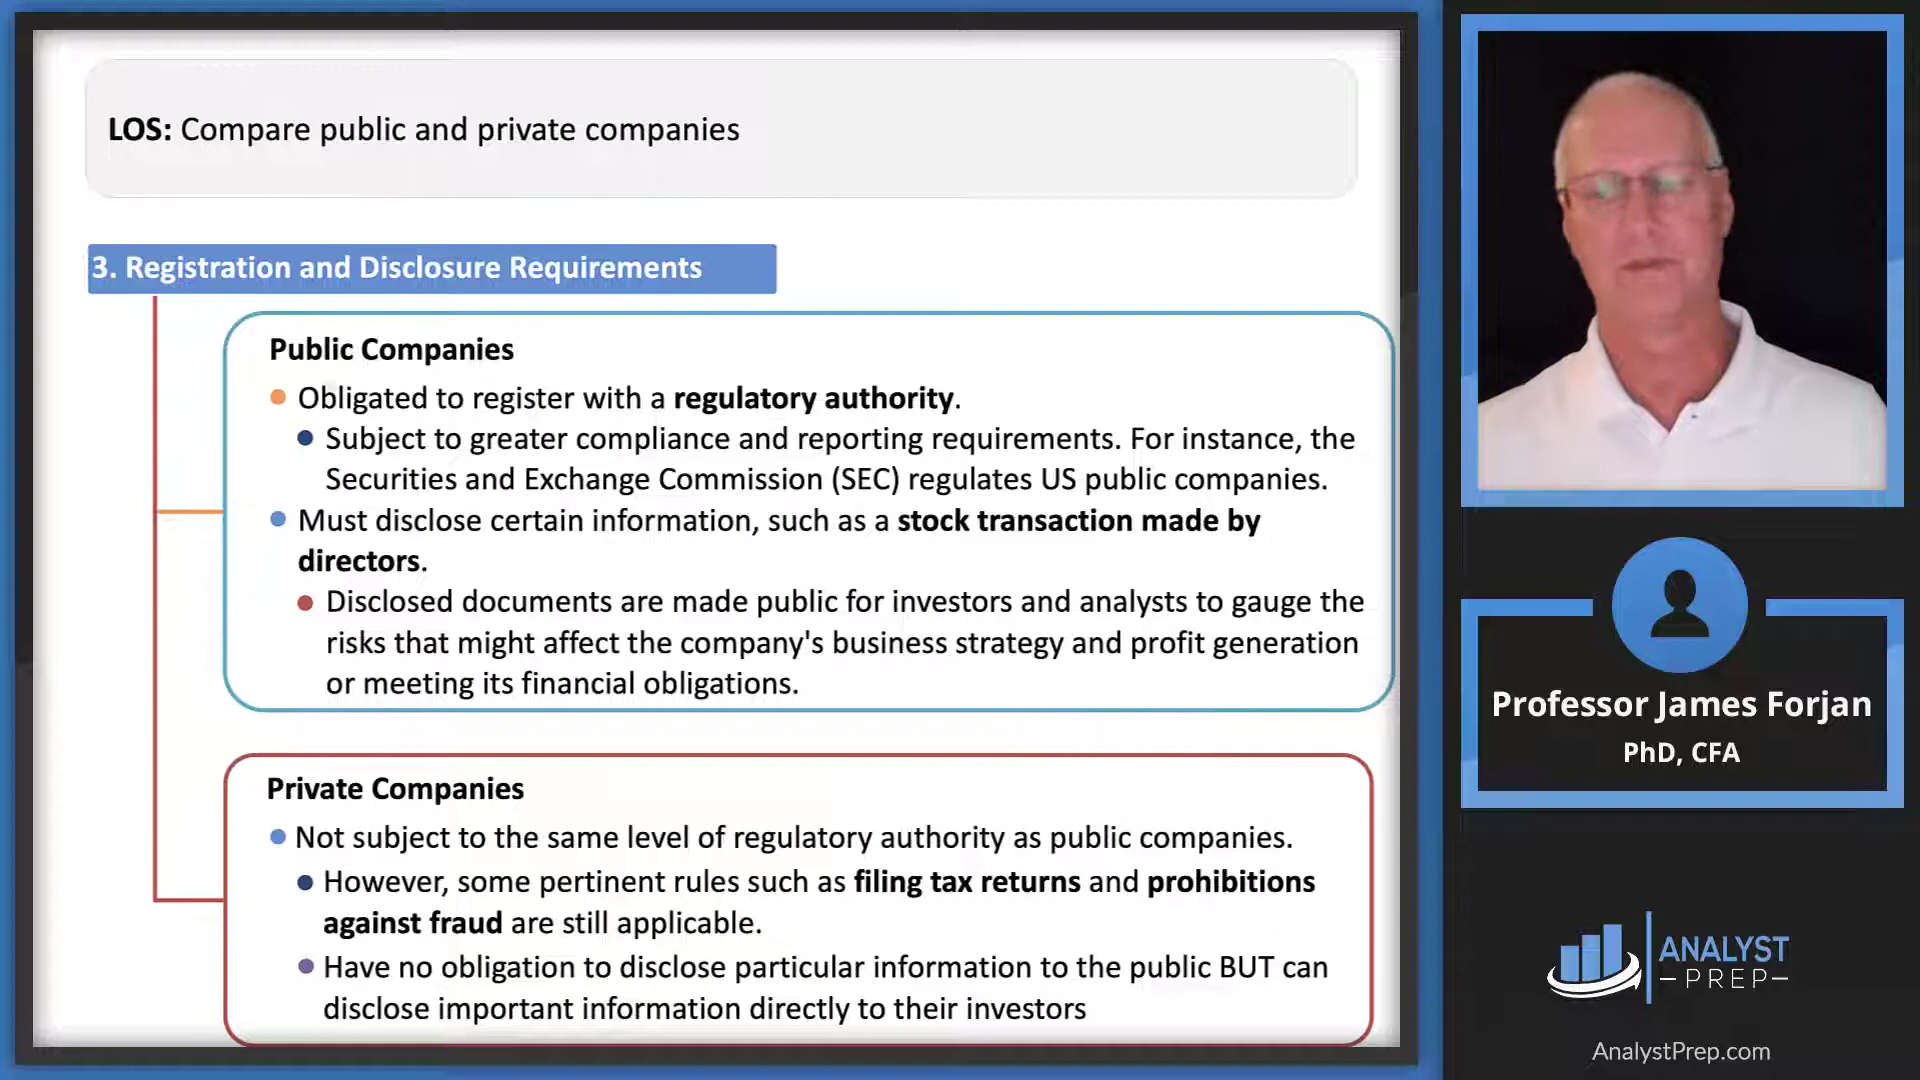 LOS: Compare public and private companies
3. Registration and Disclosure Requirements
Public Companies
Obligated to register with a regulatory authority.
Subject to greater compliance and reporting requirements. For instance, the
Securities and Exchange Commission (SEC) regulates US public companies.
Must disclose certain information, such as a stock transaction made by
directors.
Disclosed documents are made public for investors and analysts to gauge the
risks that might affect the company's business strategy and profit generation
or meeting its financial obligations.
Private Companies
Not subject to the same level of regulatory authority as public companies.
However, some pertinent rules such as filing tax returns and prohibitions
against fraud are still applicable.
Have no obligation to disclose particular information to the public BUT can
disclose important information directly to their investors
Professor James Forjan
PhD, CFA
ANALYST
PREP
AnalystPrep.com